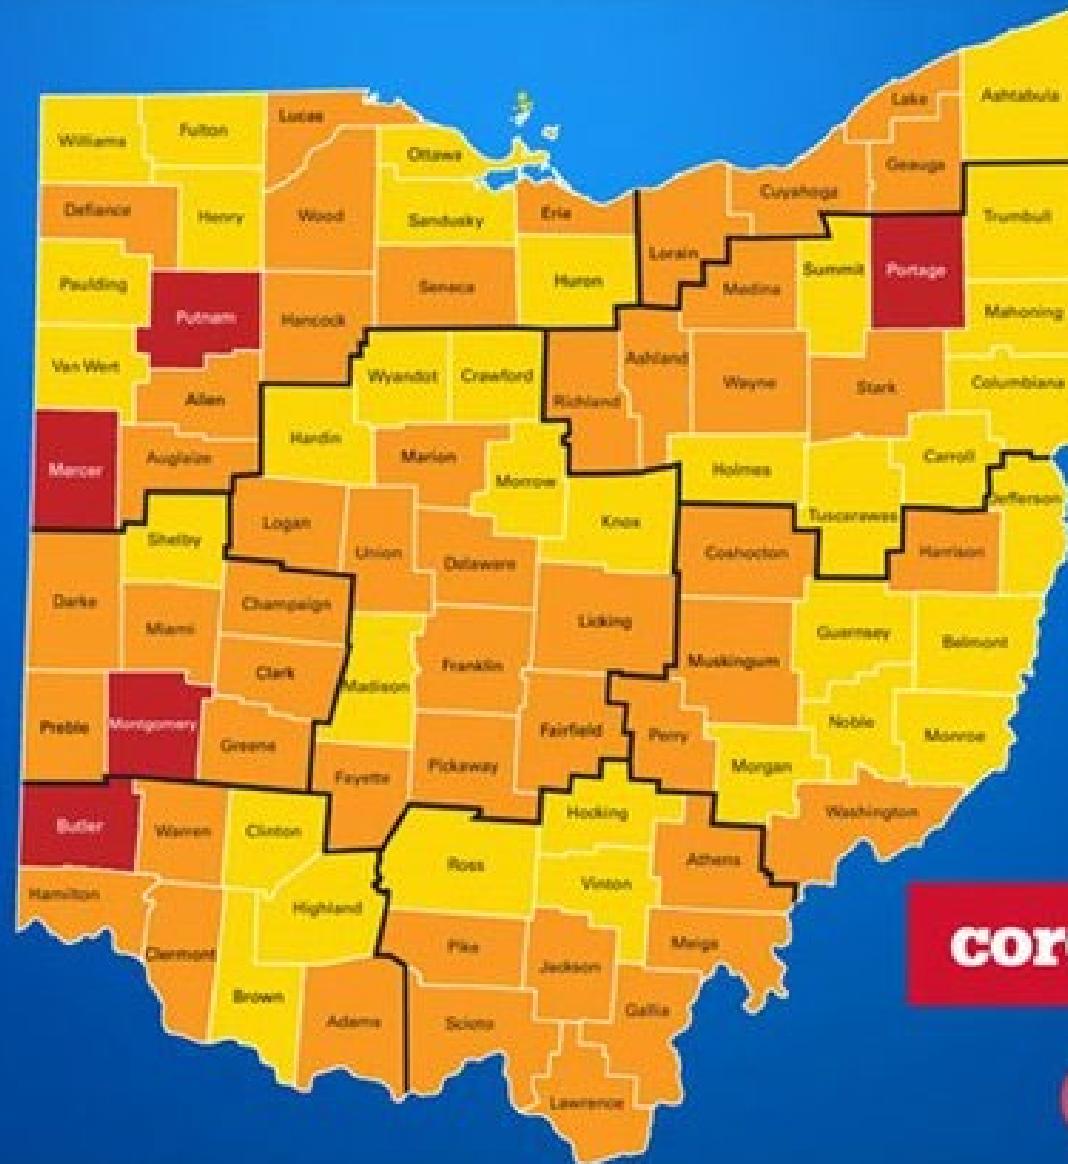 Lake
Ashtabula
Lucas
Fulton
Williams
Ottawa
Geauga
Cuyahoga
Defiance
Henry
Wood
Sandusky
Erie
Trumbull
Lorain
Summit
Portage
Paulding
Huron
Seneca
Medina
Putnam
Hancock
Mahoning
Ashland
Van Wert
Wyandot
Crawford
Wayne
Stark
Columbiana
Allen
Richland
Hardin
Marion
Auglaize
Mercer
Carroll
Holmes
Morrow
Jefferson
Tuscarawas
Logan
Knox
Shelby
Union
Coshocton
Harrison
Delaware
Darke
Champaign
Licking
Miami
Guernsey
Belmont
Franklin
Muskingum
Clark
Madison
Preble
Montgomery
Noble
Fairfield
Perry
Monroe
Greene
Pickaway
Morgan
Fayette
Hocking
Washington
Butler
Warren
Clinton
Athens
Ross
Vinton
Hamilton
Highland
Meigs
Pike
cor
Clermont
Jackson
Brown
Gallia
Adams
Scioto
Lawrence